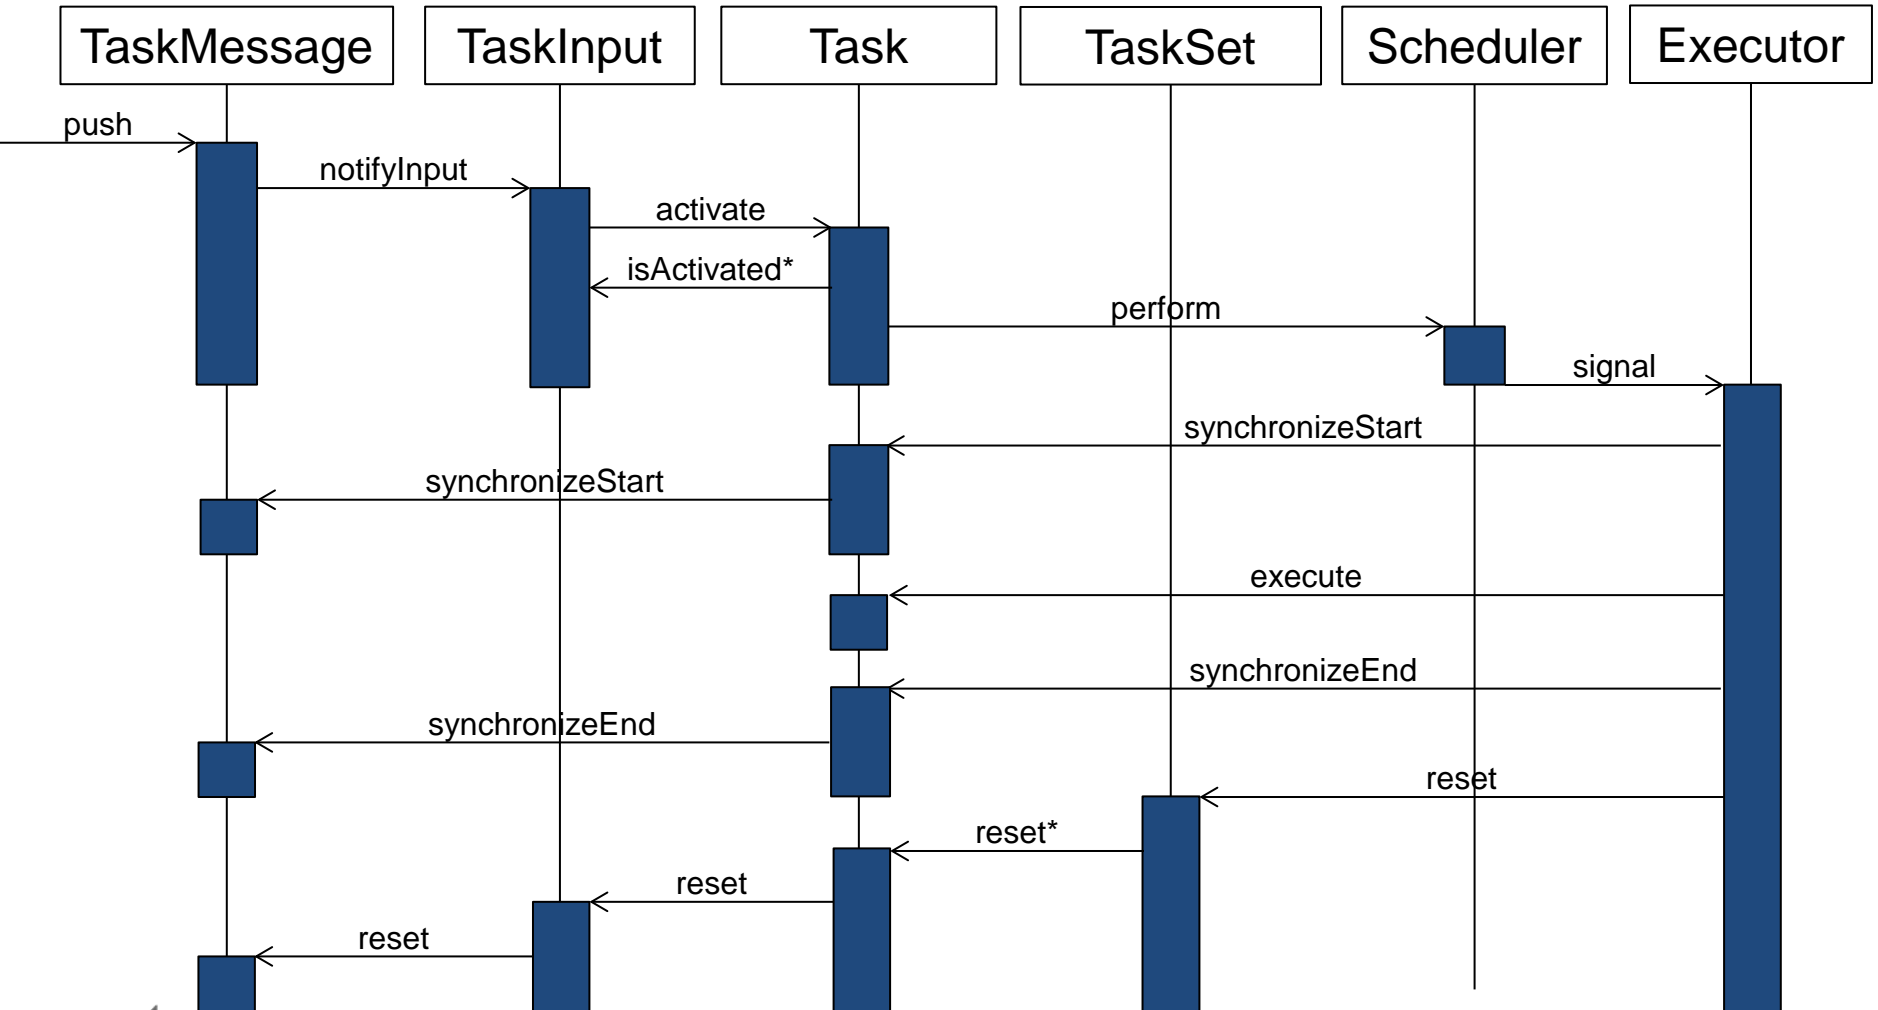 TaskMessage
TaskInput
Task
TaskSet
Scheduler
Executor
push
notifyInput
activate
isActivated*
perform
signal
synchronizeStart
synchronizeStart
execute
synchronizeEnd
synchronizeEnd
reset
reset*
reset
reset